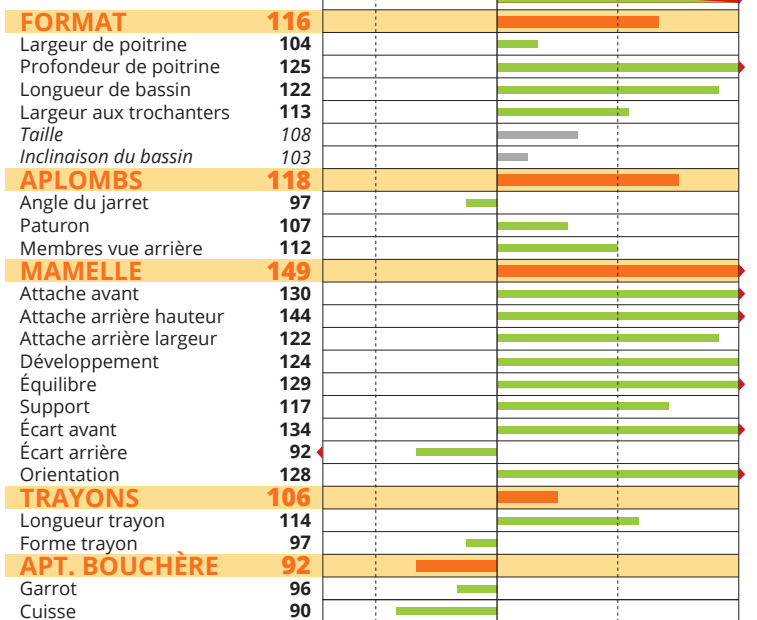 FORMAT 116
Largeur de poitrine 104
Profondeur de poitrine 125
Longueur de bassin 122
Largeur aux trochanters 113
Taille 108
Inclinaison du bassin 103
APLOMBS 118
Angle du jarret 97
Paturon 107
Membres vue arrière 112
MAMELLE 149
Attache avant 130
Attache arrière hauteur 144
Attache arrière largeur 122
Développement 124
Équilibre 129
Support 117
Écart avant 134
Écart arrière 92
Orientation 128
TRAYONS 106
Longueur trayon 114
Forme trayon 97
APT. BOUCHÈRE 92
Garrot 96
Cuisse 90